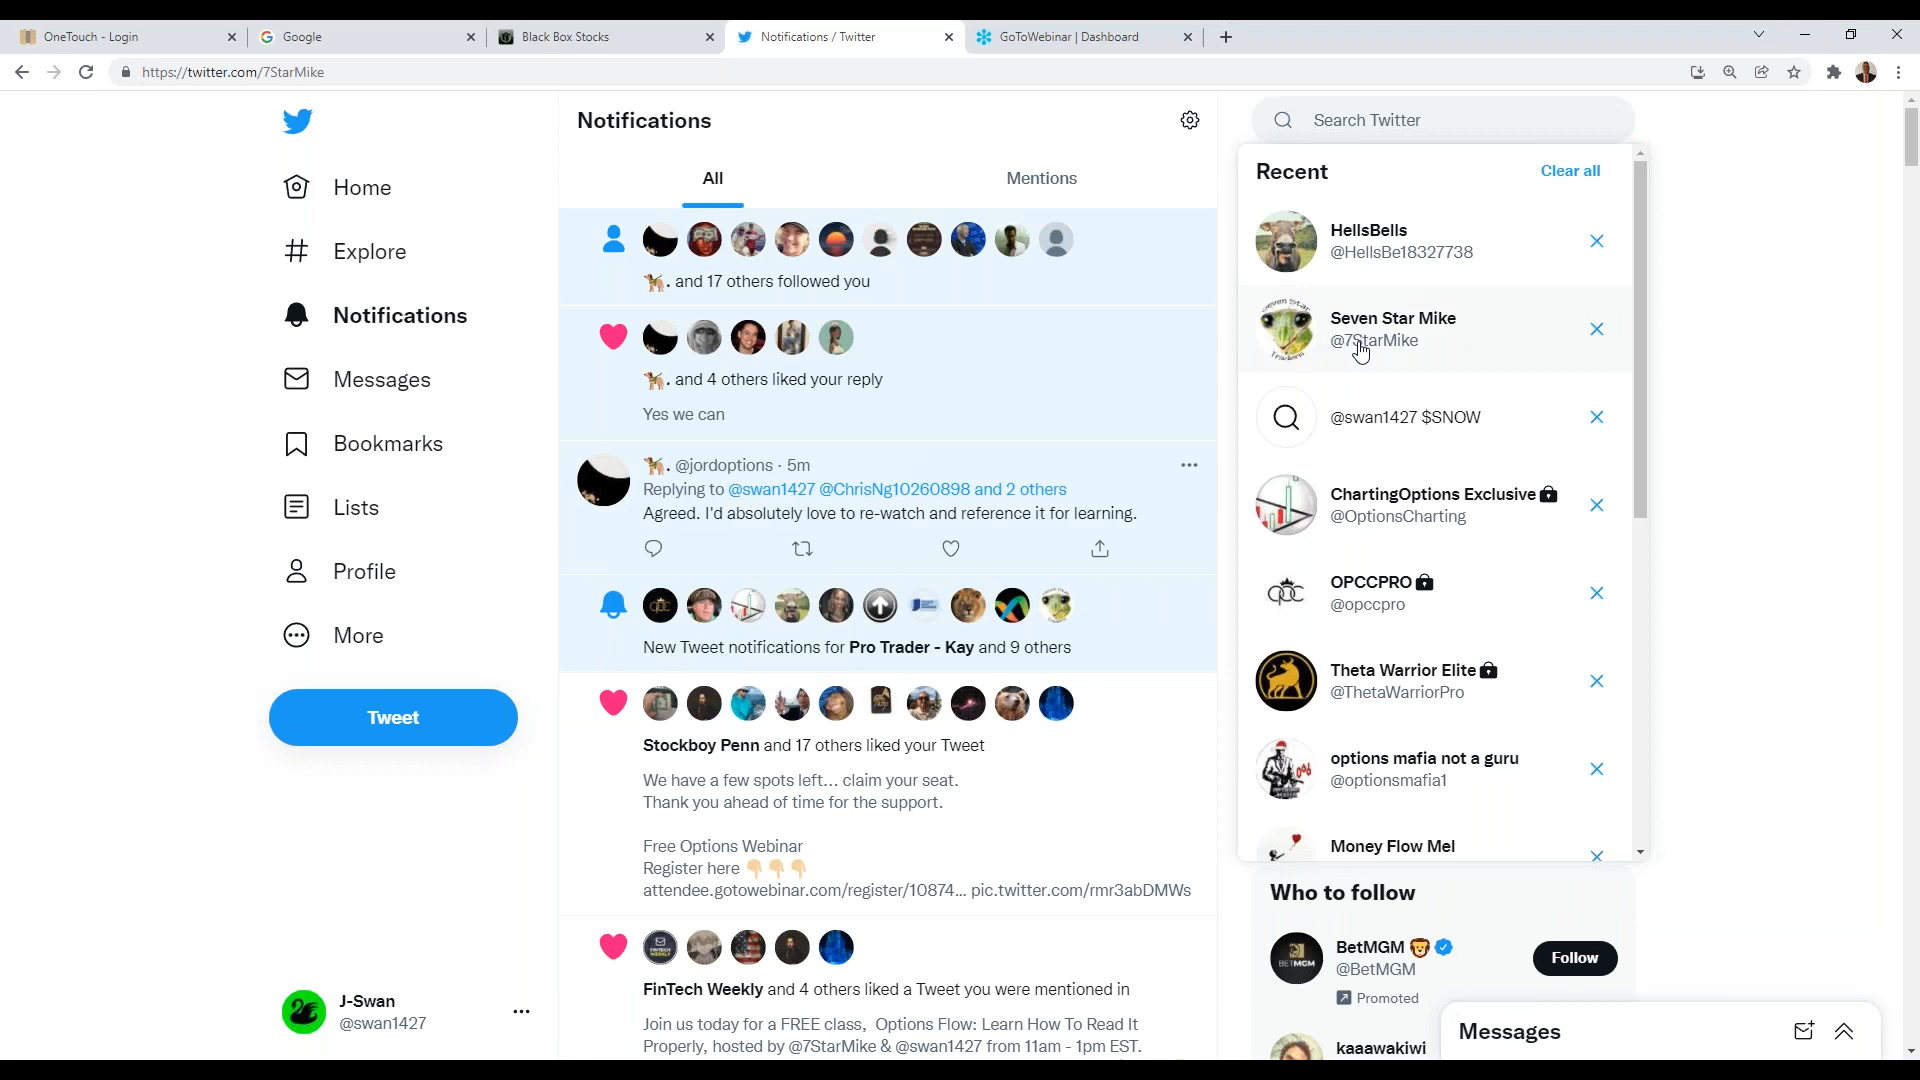 OneTouch - Login
Google
Black Box Stocks
Notifications / Twitter
GoToWebinar | Dashboard
https://twitter.com/7StarMike
Home
Explore
Notifications
Messages
Bookmarks
Lists
Profile
More
Tweet
J-Swan
@swan1427
Notifications
All
Mentions
🐕‍🦺. and 17 others followed you
🐕‍🦺. and 4 others liked your reply
Yes we can
🐕‍🦺. @jordoptions · 5m
Replying to @swan1427 @ChrisNg10260898 and 2 others
Agreed. I'd absolutely love to re-watch and reference it for learning.
New Tweet notifications for Pro Trader - Kay and 9 others
Stockboy Penn and 17 others liked your Tweet
We have a few spots left... claim your seat.
Thank you ahead of time for the support.
Free Options Webinar
Register here 👇🏼👇🏼👇🏼
attendee.gotowebinar.com/register/10874... pic.twitter.com/rmr3abDMWs
FinTech Weekly and 4 others liked a Tweet you were mentioned in
Join us today for a FREE class, Options Flow: Learn How To Read It
Properly, hosted by @7StarMike & @swan1427 from 11am - 1pm EST.
Search Twitter
Recent
Clear all
HellsBells
@HellsBe18327738
Seven Star Mike
@7StarMike
@swan1427 $SNOW
ChartingOptions Exclusive
@OptionsCharting
OPCCPRO
@opccpro
Theta Warrior Elite
@ThetaWarriorPro
options mafia not a guru
@optionsmafia1
Money Flow Mel
Who to follow
BetMGM 🦁
@BetMGM
Promoted
Follow
kaaawakiwi
Messages